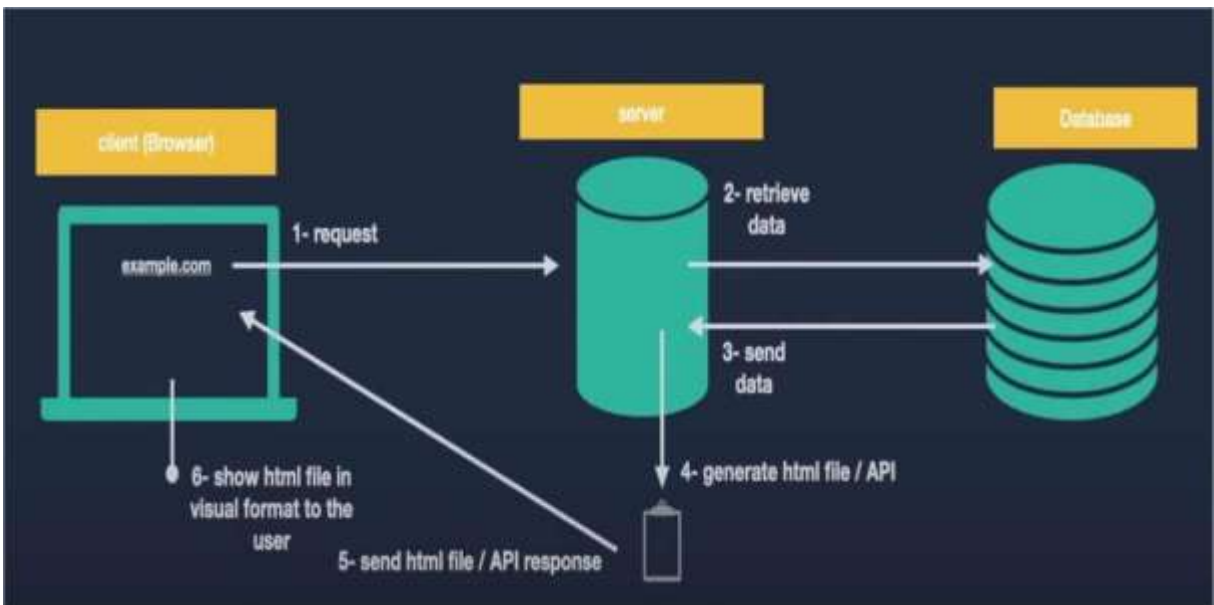 client (Browser)
server
Database
example.com
1- request
2- retrieve
data
3- send
data
4- generate html file / API
5- send html file / API response
6- show html file in
visual format to the
user